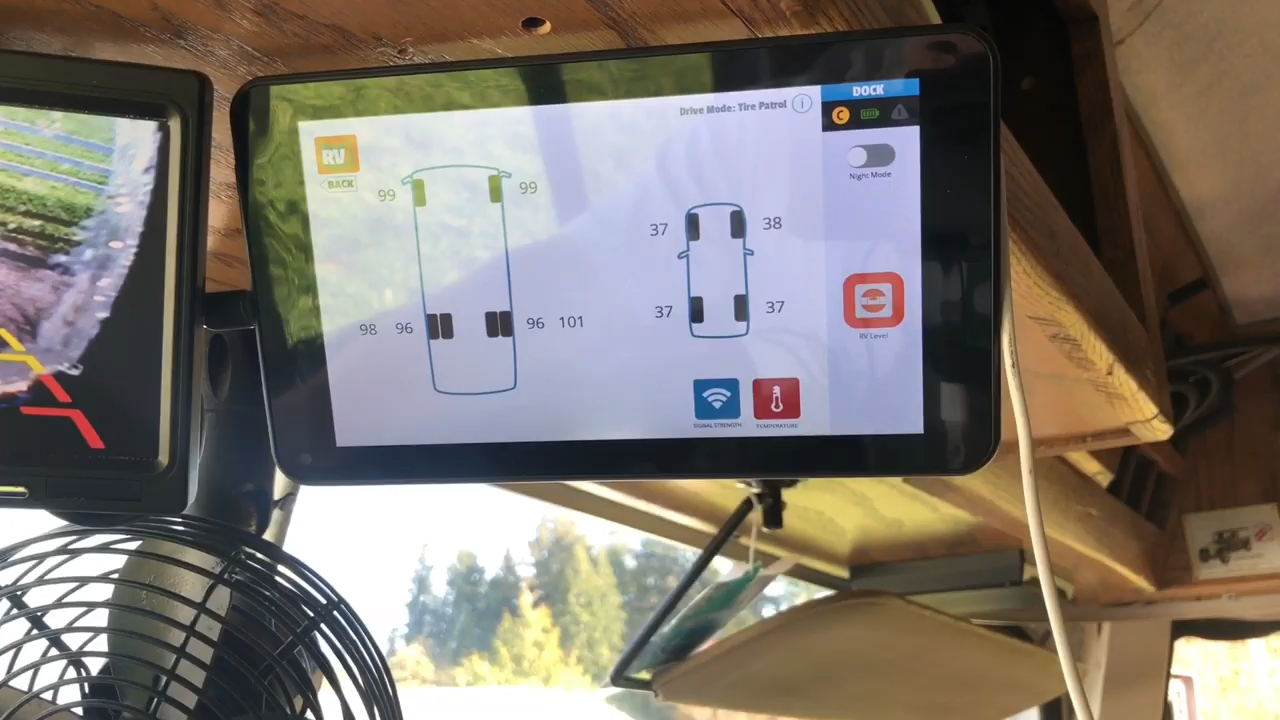 DOCK
Drive Mode: Tire Patrol i
C
RV
BACK
Night Mode
99 99
37 38
98 96 96 101
37 37
RV Level
SIGNAL STRENGTH TEMPERATURE